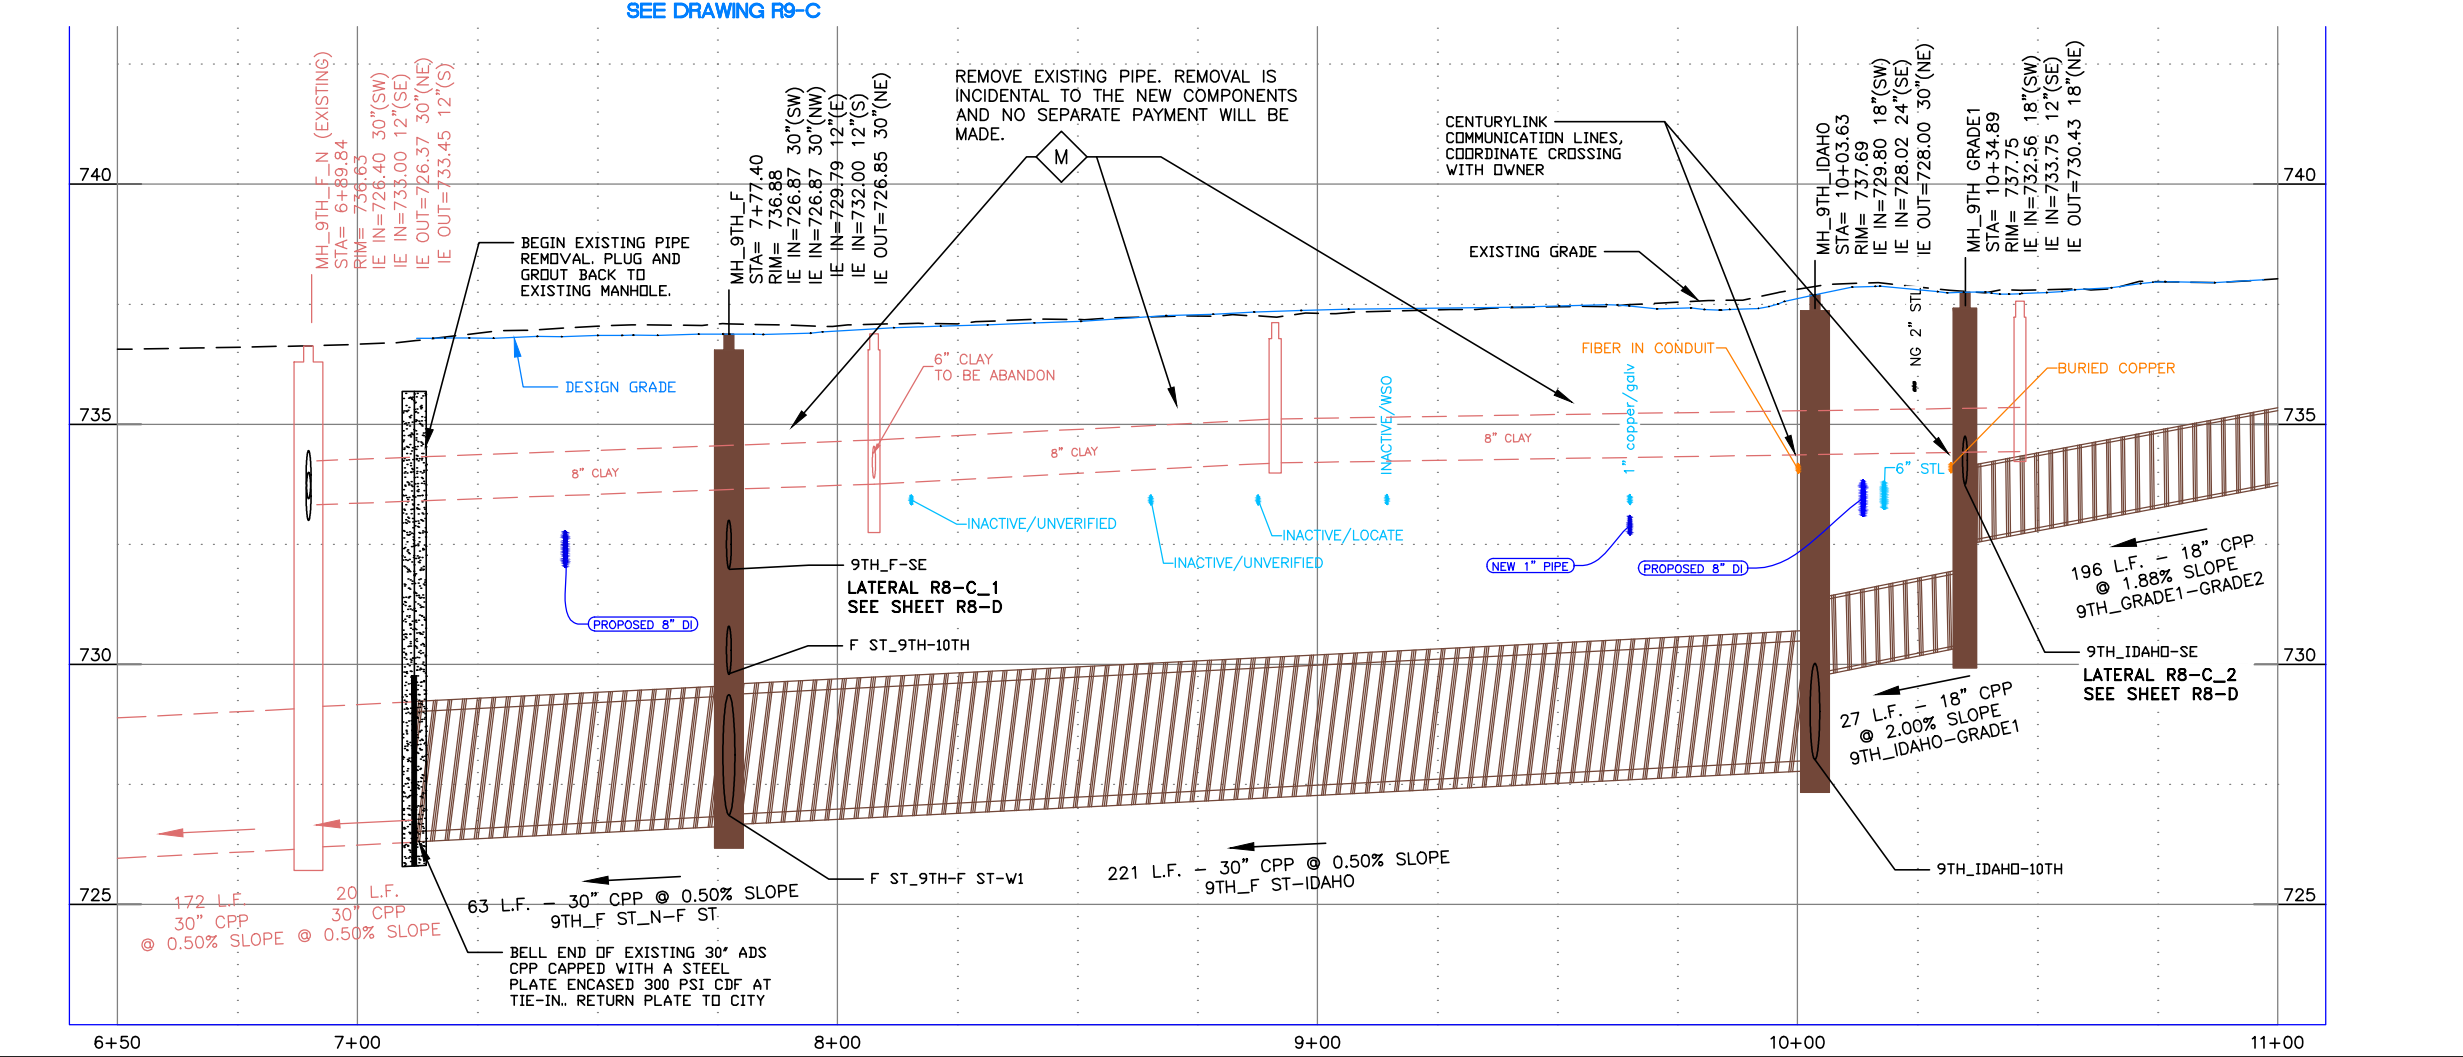 SEE DRAWING R9-C
MH_9TH_F_N (EXISTING)
STA= 6+89.84
RIM= 736.63
IE IN=726.40 30"(SW)
IE IN=733.00 12"(SE)
IE OUT=726.37 30"(NE)
IE OUT=733.45 12"(S)
BEGIN EXISTING PIPE
REMOVAL. PLUG AND
GROUT BACK TO
EXISTING MANHOLE.
MH_9TH_F
STA= 7+77.40
RIM= 736.88
IE IN=726.87 30"(SW)
IE IN=726.87 30"(NW)
IE IN=729.79 12"(E)
IE IN=732.00 12"(S)
IE OUT=726.85 30"(NE)
REMOVE EXISTING PIPE. REMOVAL IS
INCIDENTAL TO THE NEW COMPONENTS
AND NO SEPARATE PAYMENT WILL BE
MADE.
M
CENTURYLINK
COMMUNICATION LINES,
COORDINATE CROSSING
WITH OWNER
EXISTING GRADE
MH_9TH_IDAHO
STA= 10+03.63
RIM= 737.69
IE IN=729.80 18"(SW)
IE IN=728.02 24"(SE)
IE OUT=728.00 30"(NE)
MH_9TH GRADE1
STA= 10+34.89
RIM= 737.75
IE IN=732.56 18"(SW)
IE IN=733.75 12"(SE)
IE OUT=730.43 18"(NE)
740
740
DESIGN GRADE
6" CLAY
TO BE ABANDON
FIBER IN CONDUIT
NG 2" STL
BURIED COPPER
INACTIVE/WSO
1" copper/galv
735
735
8" CLAY
8" CLAY
8" CLAY
6" STL
INACTIVE/UNVERIFIED
INACTIVE/LOCATE
INACTIVE/UNVERIFIED
NEW 1" PIPE
PROPOSED 8" DI
9TH_F-SE
LATERAL R8-C_1
SEE SHEET R8-D
PROPOSED 8" DI
F ST_9TH-10TH
196 L.F. - 18" CPP
@ 1.88% SLOPE
9TH_GRADE1-GRADE2
730
730
9TH_IDAHO-SE
LATERAL R8-C_2
SEE SHEET R8-D
27 L.F. - 18" CPP
@ 2.00% SLOPE
9TH_IDAHO-GRADE1
221 L.F. - 30" CPP @ 0.50% SLOPE
9TH_F ST-IDAHO
F ST_9TH-F ST-W1
9TH_IDAHO-10TH
725
725
172 L.F.
30" CPP
@ 0.50% SLOPE
20 L.F.
30" CPP
@ 0.50% SLOPE
63 L.F. - 30" CPP @ 0.50% SLOPE
9TH_F ST_N-F ST
BELL END OF EXISTING 30" ADS
CPP CAPPED WITH A STEEL
PLATE ENCASED 300 PSI CDF AT
TIE-IN.. RETURN PLATE TO CITY
6+50
7+00
8+00
9+00
10+00
11+00